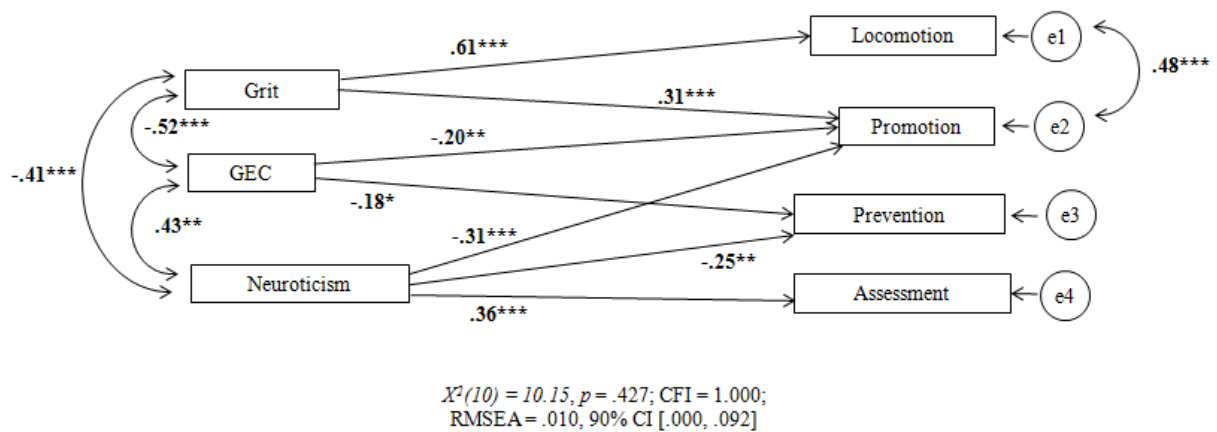 Locomotion
e1
.61***
.48***
Grit
.31***
Promotion
e2
-.52***
-.20**
-.41***
GEC
-.18*
Prevention
e3
.43**
-.31***
-.25**
Neuroticism
Assessment
e4
.36***
X²(10) = 10.15, p = .427; CFI = 1.000;
RMSEA = .010, 90% CI [.000, .092]